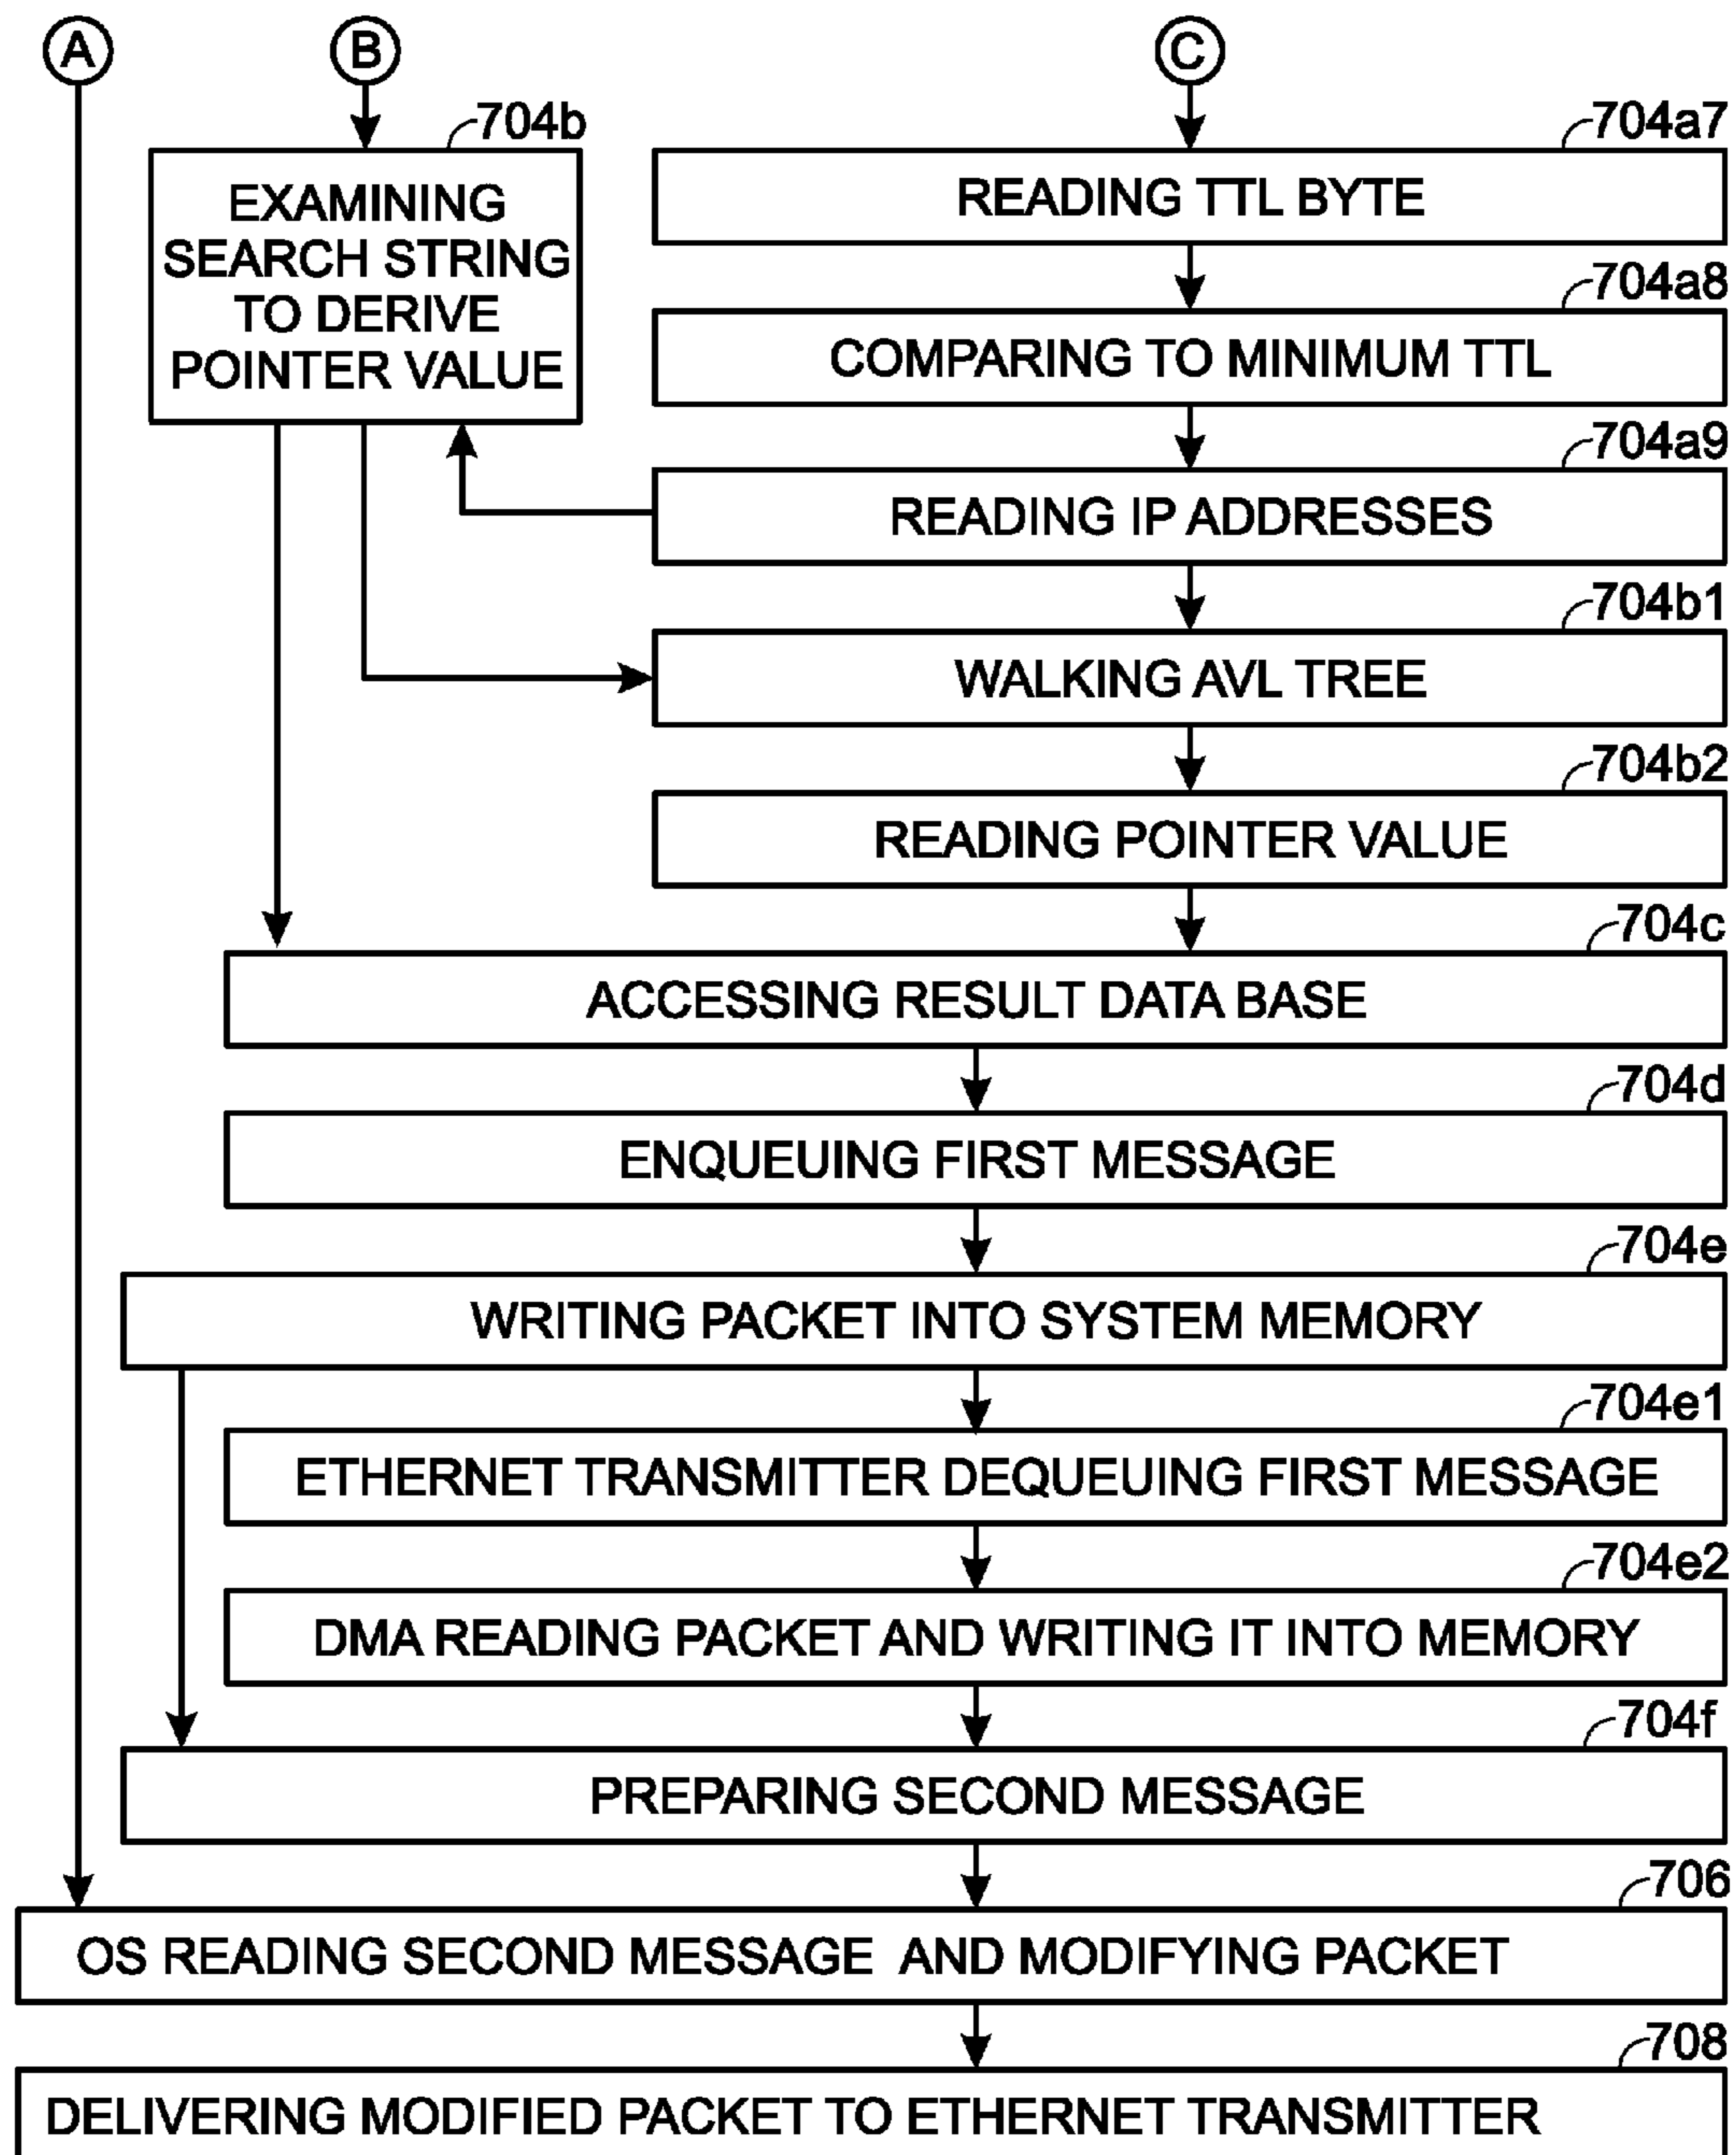 A
B
C
704b
EXAMINING
SEARCH STRING
TO DERIVE
POINTER VALUE
704a7
READING TTL BYTE
704a8
COMPARING TO MINIMUM TTL
704a9
READING IP ADDRESSES
704b1
WALKING AVL TREE
704b2
READING POINTER VALUE
704c
ACCESSING RESULT DATA BASE
704d
ENQUEUING FIRST MESSAGE
704e
WRITING PACKET INTO SYSTEM MEMORY
704e1
ETHERNET TRANSMITTER DEQUEUING FIRST MESSAGE
704e2
DMA READING PACKET AND WRITING IT INTO MEMORY
704f
PREPARING SECOND MESSAGE
706
OS READING SECOND MESSAGE AND MODIFYING PACKET
708
DELIVERING MODIFIED PACKET TO ETHERNET TRANSMITTER